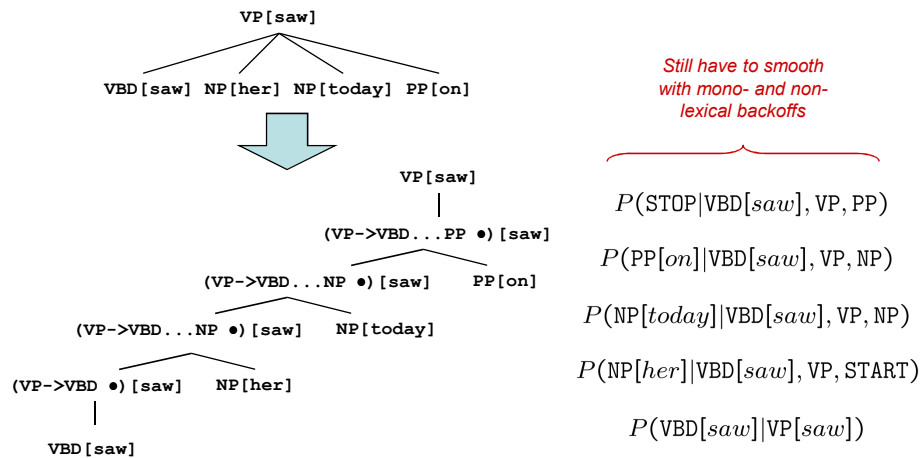 VP[saw]
VBD[saw] NP[her] NP[today] PP[on]
Still have to smooth
with mono- and non-
lexical backoffs
VP[saw]
P(STOP|VBD[saw], VP, PP)
(VP->VBD...PP •)[saw]
P(PP[on]|VBD[saw], VP, NP)
(VP->VBD...NP •)[saw] PP[on]
P(NP[today]|VBD[saw], VP, NP)
(VP->VBD...NP •)[saw] NP[today]
P(NP[her]|VBD[saw], VP, START)
(VP->VBD •)[saw] NP[her]
P(VBD[saw]|VP[saw])
VBD[saw]